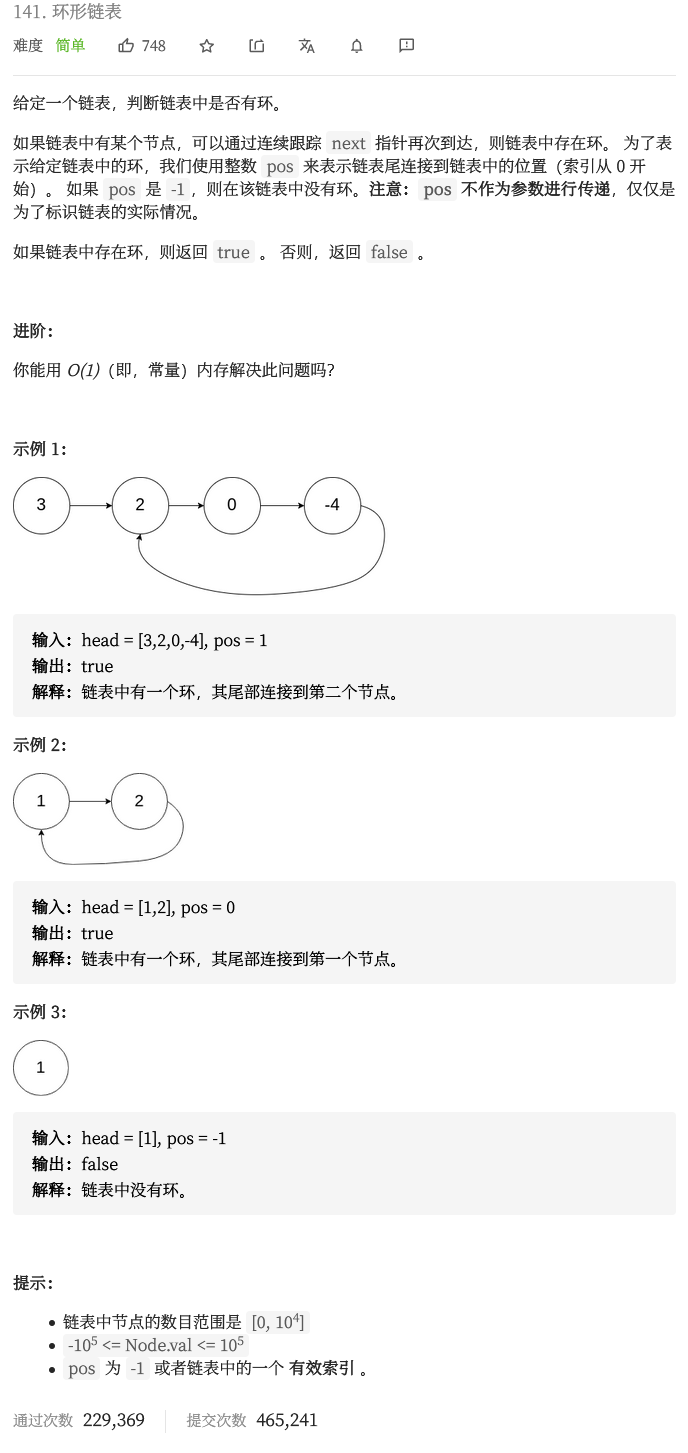 141. 环形链表
难度 简单 748
给定一个链表，判断链表中是否有环。
如果链表中有某个节点，可以通过连续跟踪 next 指针再次到达，则链表中存在环。 为了表
示给定链表中的环，我们使用整数 pos 来表示链表尾连接到链表中的位置（索引从 0 开
始）。 如果 pos 是 -1，则在该链表中没有环。注意：pos 不作为参数进行传递，仅仅是
为了标识链表的实际情况。
如果链表中存在环，则返回 true 。 否则，返回 false 。
进阶：
你能用 O(1)（即，常量）内存解决此问题吗？
示例 1：
3 2 0 -4
输入：head = [3,2,0,-4], pos = 1
输出：true
解释：链表中有一个环，其尾部连接到第二个节点。
示例 2：
1 2
输入：head = [1,2], pos = 0
输出：true
解释：链表中有一个环，其尾部连接到第一个节点。
示例 3：
1
输入：head = [1], pos = -1
输出：false
解释：链表中没有环。
提示：
• 链表中节点的数目范围是 [0, 10⁴]
• -10⁵ <= Node.val <= 10⁵
• pos 为 -1 或者链表中的一个 有效索引 。
通过次数 229,369 提交次数 465,241